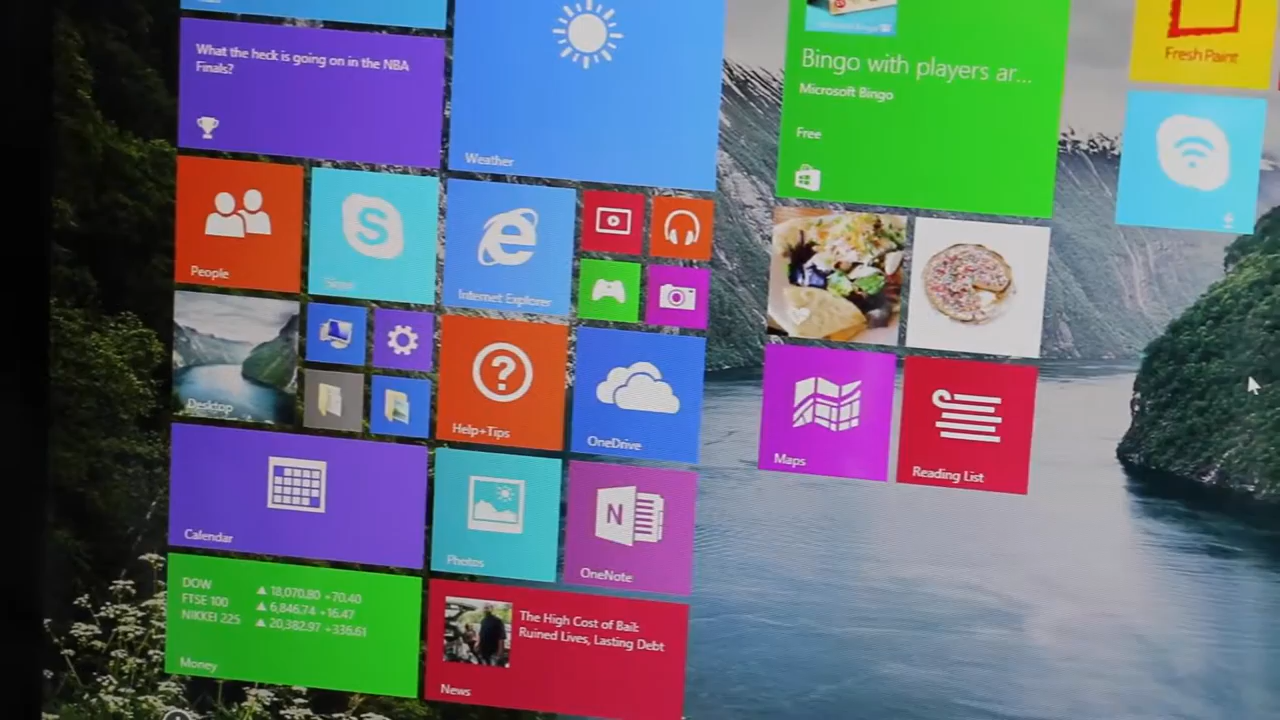 What the heck is going on in the NBA
Finals?
Weather
Bingo with players ar...
Microsoft Bingo
Free
Fresh Paint
People
Skype
Internet Explorer
Desktop
Help+Tips
OneDrive
Maps
Reading List
Calendar
Photos
N
OneNote
DOW ▲ 18,070.80 +70.40
FTSE 100 ▲ 6,846.74 +16.47
NIKKEI 225 ▲ 20,382.97 +336.61
Money
The High Cost of Bail:
Ruined Lives, Lasting Debt
News